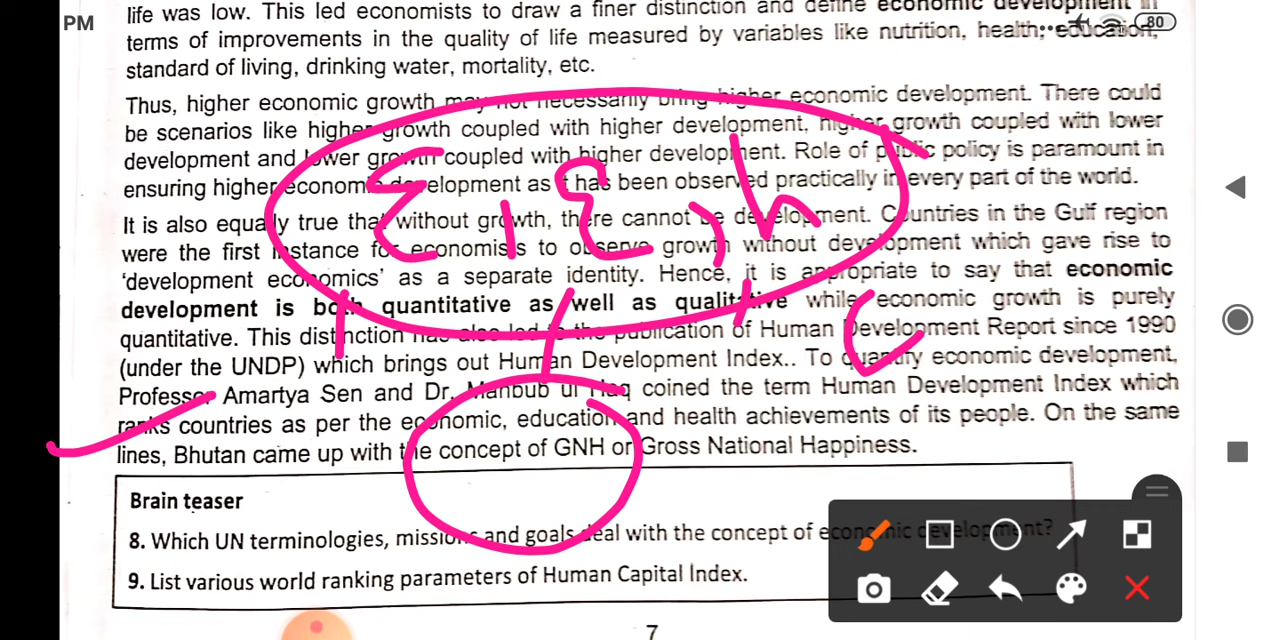 PM
80
life was low. This led economists to draw a finer distinction and define economic development in
terms of improvements in the quality of life measured by variables like nutrition, health, education,
standard of living, drinking water, mortality, etc.
Thus, higher economic growth may not necessarily bring higher economic development. There could
be scenarios like higher growth coupled with higher development, higher growth coupled with lower
development and lower growth coupled with higher development. Role of public policy is paramount in
ensuring higher economic development as it has been observed practically in every part of the world.
It is also equally true that without growth, there cannot be development. Countries in the Gulf region
were the first instance for economists to observe growth without development which gave rise to
‘development economics’ as a separate identity. Hence, it is appropriate to say that economic
development is both quantitative as well as qualitative while economic growth is purely
quantitative. This distinction has also led to the publication of Human Development Report since 1990
(under the UNDP) which brings out Human Development Index.. To quantify economic development,
Professor Amartya Sen and Dr. Mahbub ul Haq coined the term Human Development Index which
ranks countries as per the economic, education and health achievements of its people. On the same
lines, Bhutan came up with the concept of GNH or Gross National Happiness.
Brain teaser
8. Which UN terminologies, missions and goals deal with the concept of economic development?
9. List various world ranking parameters of Human Capital Index.
7